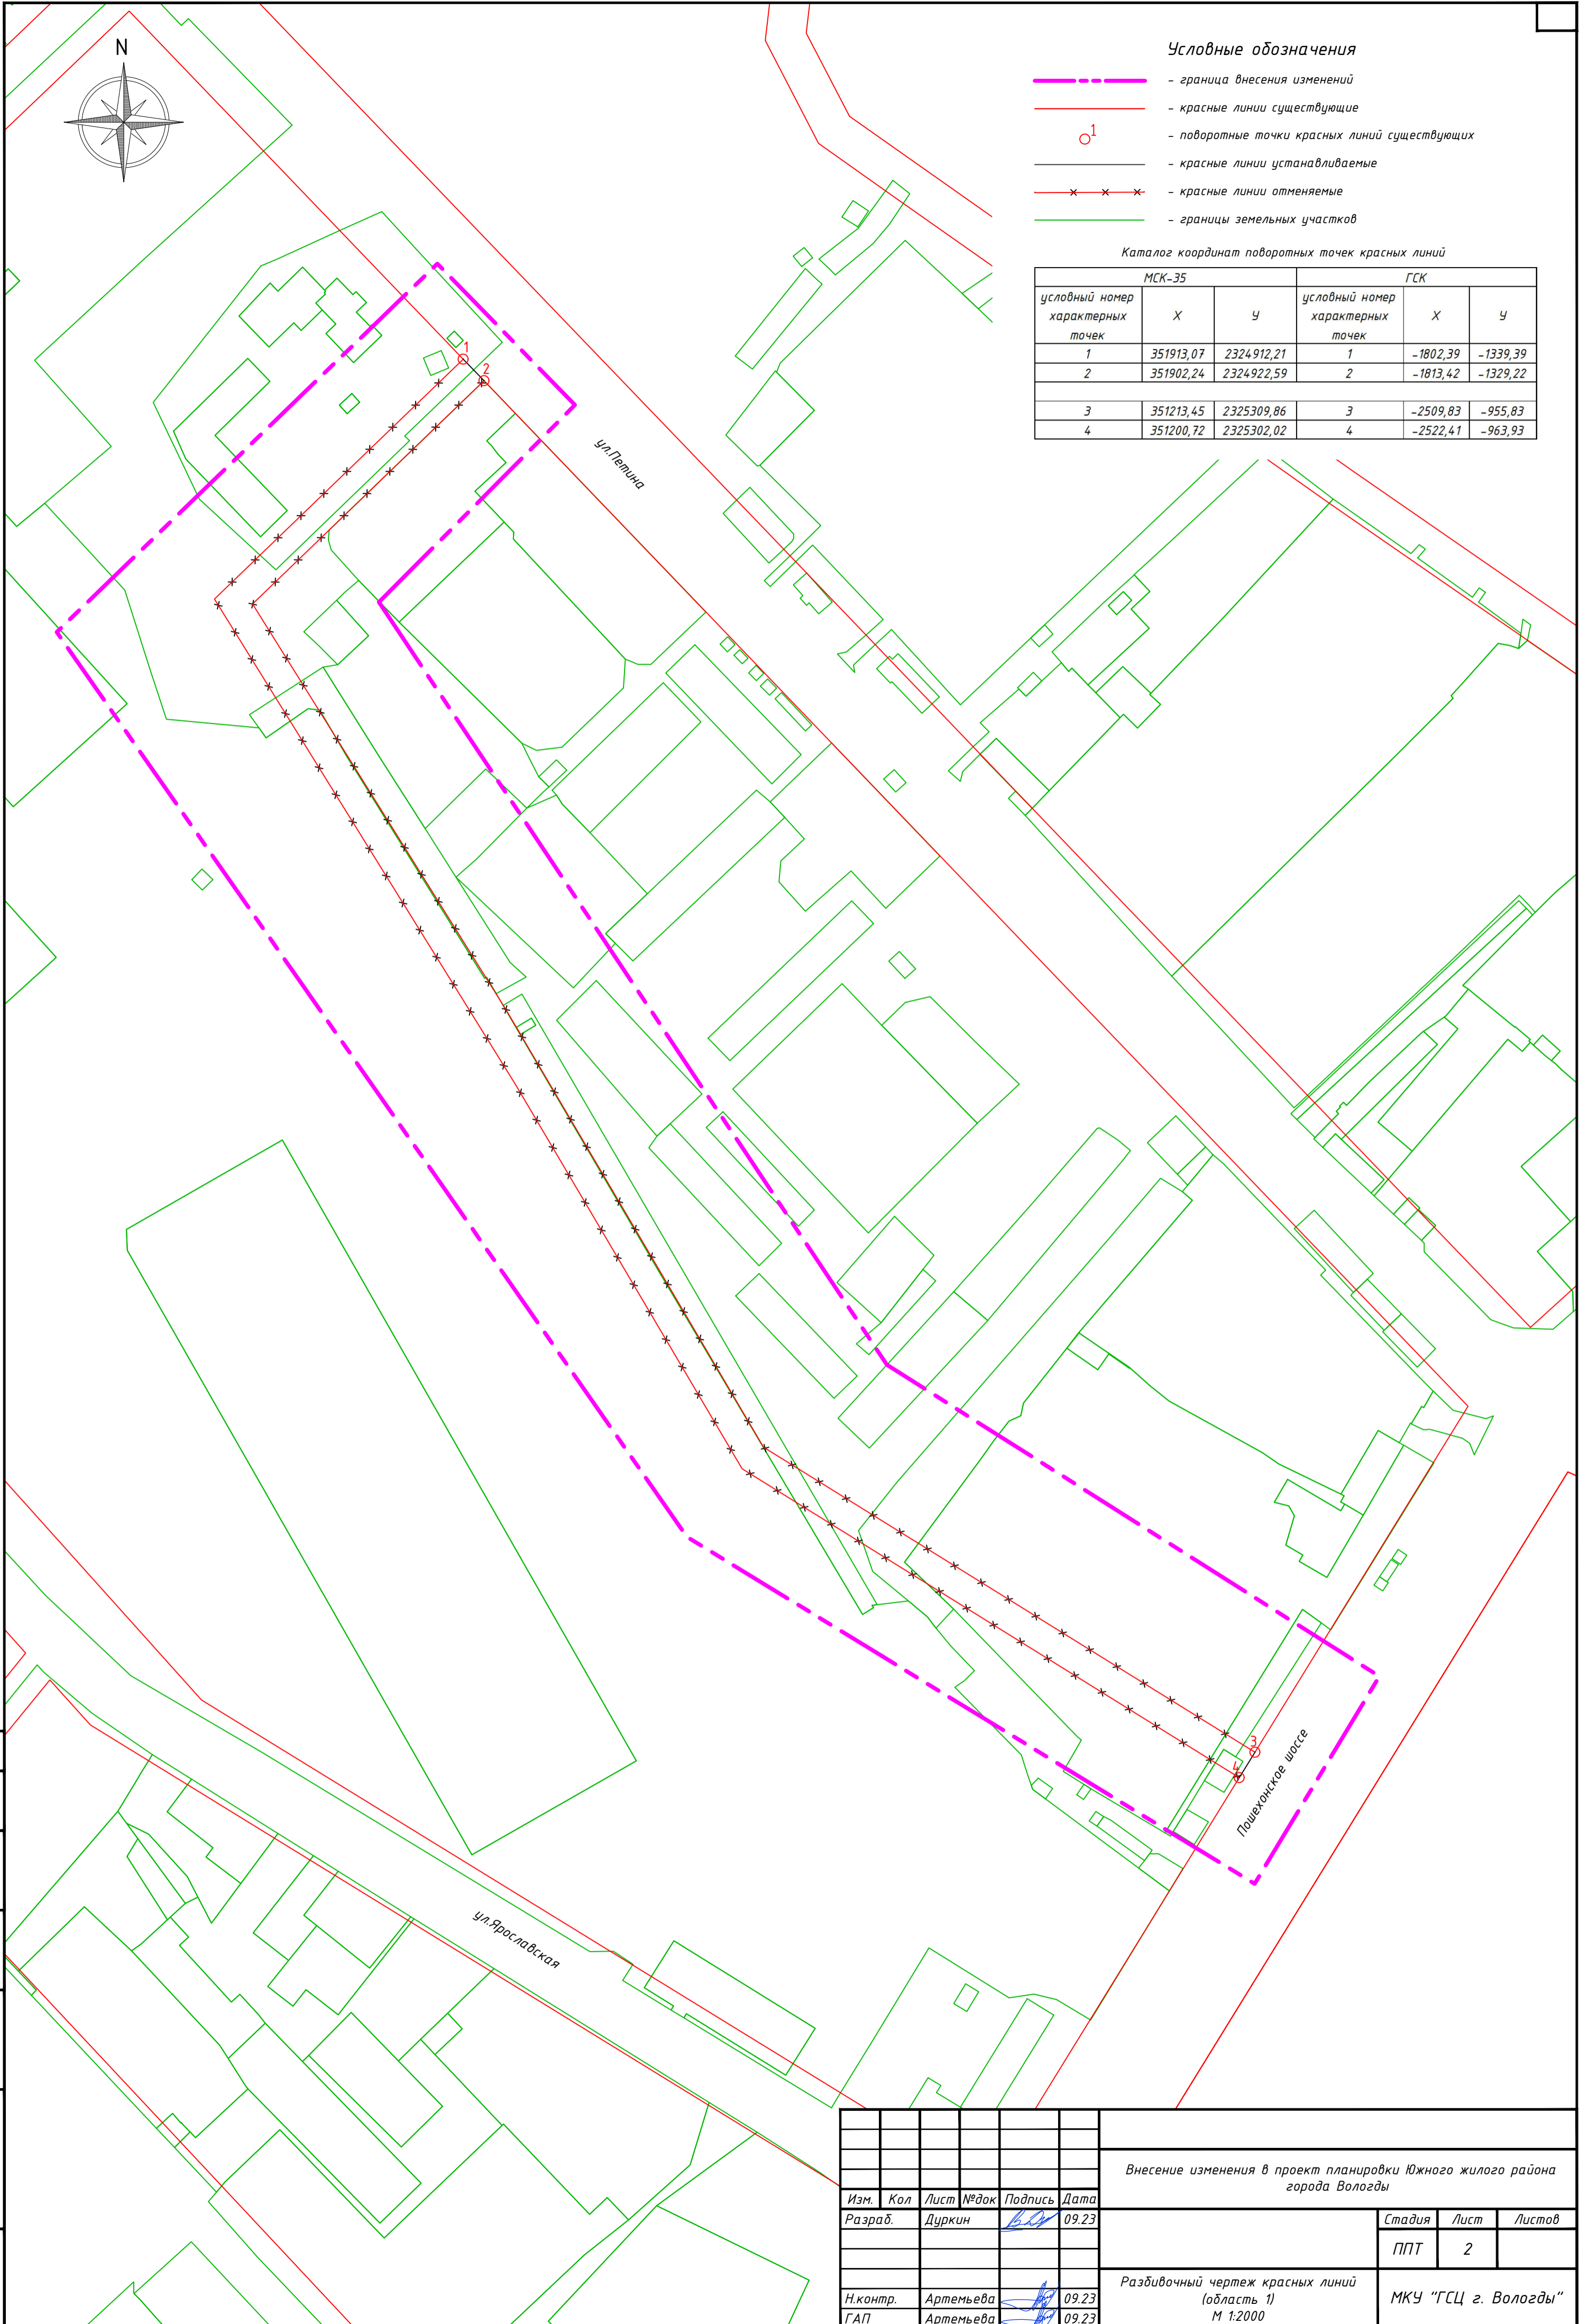 N
Условные обозначения
- граница внесения изменений
- красные линии существующие
1
- поворотные точки красных линий существующих
- красные линии устанавливаемые
- красные линии отменяемые
- границы земельных участков
Каталог координат поворотных точек красных линий
МСК-35 ГСК
условный номер характерных точек X У условный номер характерных точек X У
1 351913,07 2324912,21 1 -1802,39 -1339,39
2 351902,24 2324922,59 2 -1813,42 -1329,22
3 351213,45 2325309,86 3 -2509,83 -955,83
4 351200,72 2325302,02 4 -2522,41 -963,93
1
2
ул.Петина
3
4
Пошехонское шоссе
ул.Ярославская
Внесение изменения в проект планировки Южного жилого района
города Вологды
Изм. Кол Лист №док Подпись Дата
Разраб. Дуркин 09.23
Стадия Лист Листов
ППТ 2
Н.контр. Артемьева 09.23
ГАП Артемьева 09.23
Разбивочный чертеж красных линий
(область 1)
М 1:2000
МКУ "ГСЦ г. Вологды"